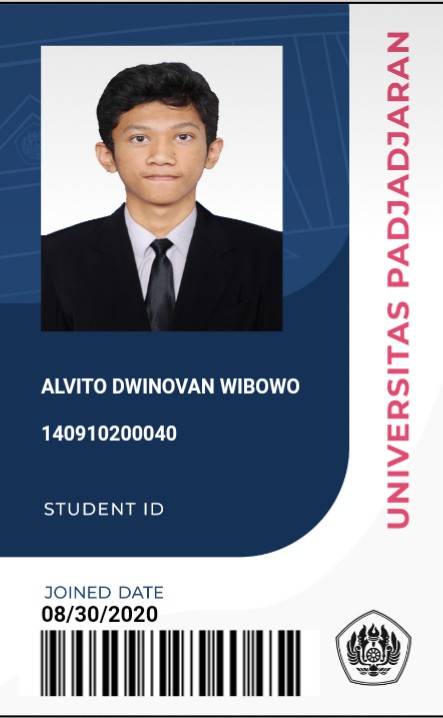 UNIVERSITAS PADJADJARAN
ALVITO DWINOVAN WIBOWO
140910200040
STUDENT ID
JOINED DATE
08/30/2020